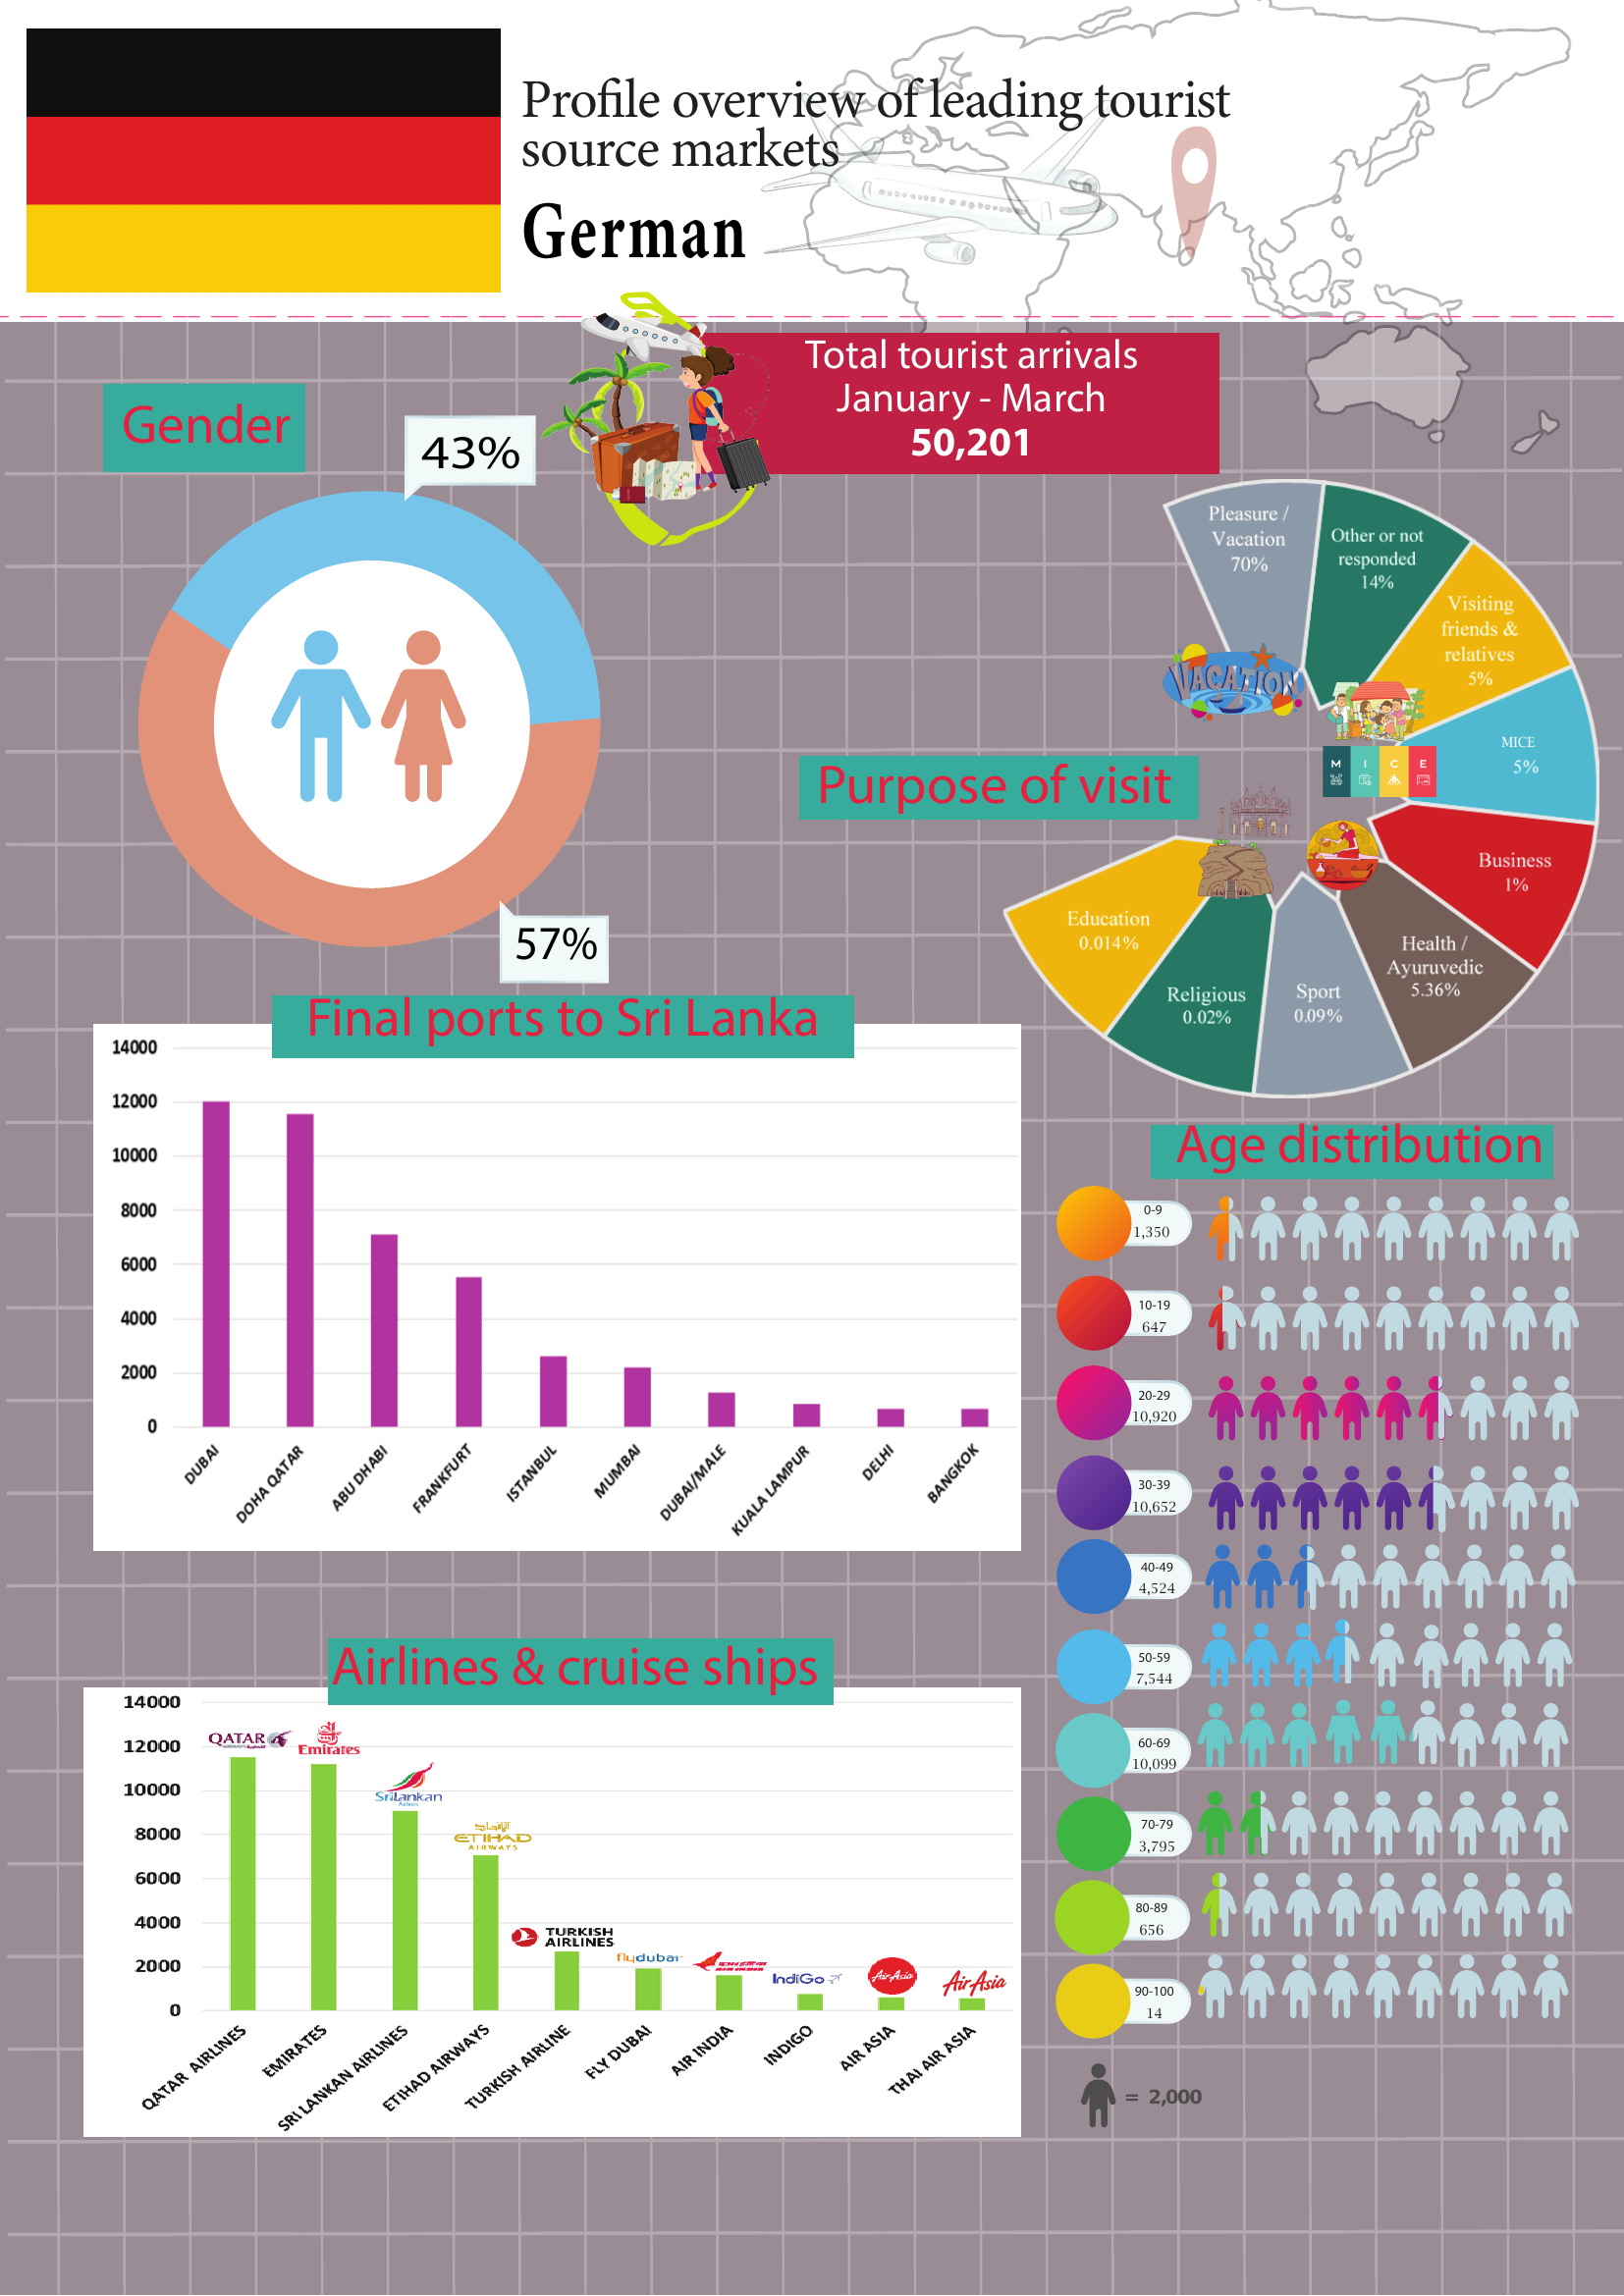 Profile overview of leading tourist
source markets
German
Total tourist arrivals
January - March
50,201
Gender
43%
57%
Pleasure /
Vacation
70%
Other or not
responded
14%
Visiting
friends &
relatives
5%
MICE
5%
Business
1%
Health /
Ayuruvedic
5.36%
Sport
0.09%
Religious
0.02%
Education
0.014%
VACATION
M I C E
Purpose of visit
Final ports to Sri Lanka
14000
12000
10000
8000
6000
4000
2000
0
DUBAI
DOHA QATAR
ABU DHABI
FRANKFURT
ISTANBUL
MUMBAI
DUBAI/MALE
KUALA LAMPUR
DELHI
BANGKOK
Age distribution
0-9
1,350
10-19
647
20-29
10,920
30-39
10,652
40-49
4,524
50-59
7,544
60-69
10,099
70-79
3,795
80-89
656
90-100
14
= 2,000
Airlines & cruise ships
14000
12000
10000
8000
6000
4000
2000
0
QATAR
Emirates
SriLankan
Airlines
ETIHAD
AIRWAYS
TURKISH
AIRLINES
flydubai
AIR INDIA
IndiGo
AirAsia
AirAsia
QATAR AIRLINES
EMIRATES
SRI LANKAN AIRLINES
ETIHAD AIRWAYS
TURKISH AIRLINE
FLY DUBAI
AIR INDIA
INDIGO
AIR ASIA
THAI AIR ASIA